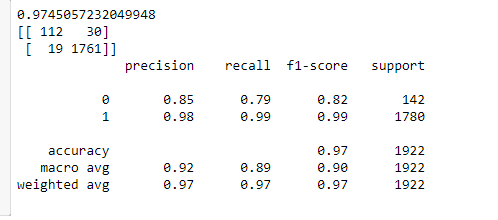 0.9745057232049948
[[ 112   30]
 [  19 1761]]
              precision    recall  f1-score   support

           0       0.85      0.79      0.82       142
           1       0.98      0.99      0.99      1780

    accuracy                           0.97      1922
   macro avg       0.92      0.89      0.90      1922
weighted avg       0.97      0.97      0.97      1922